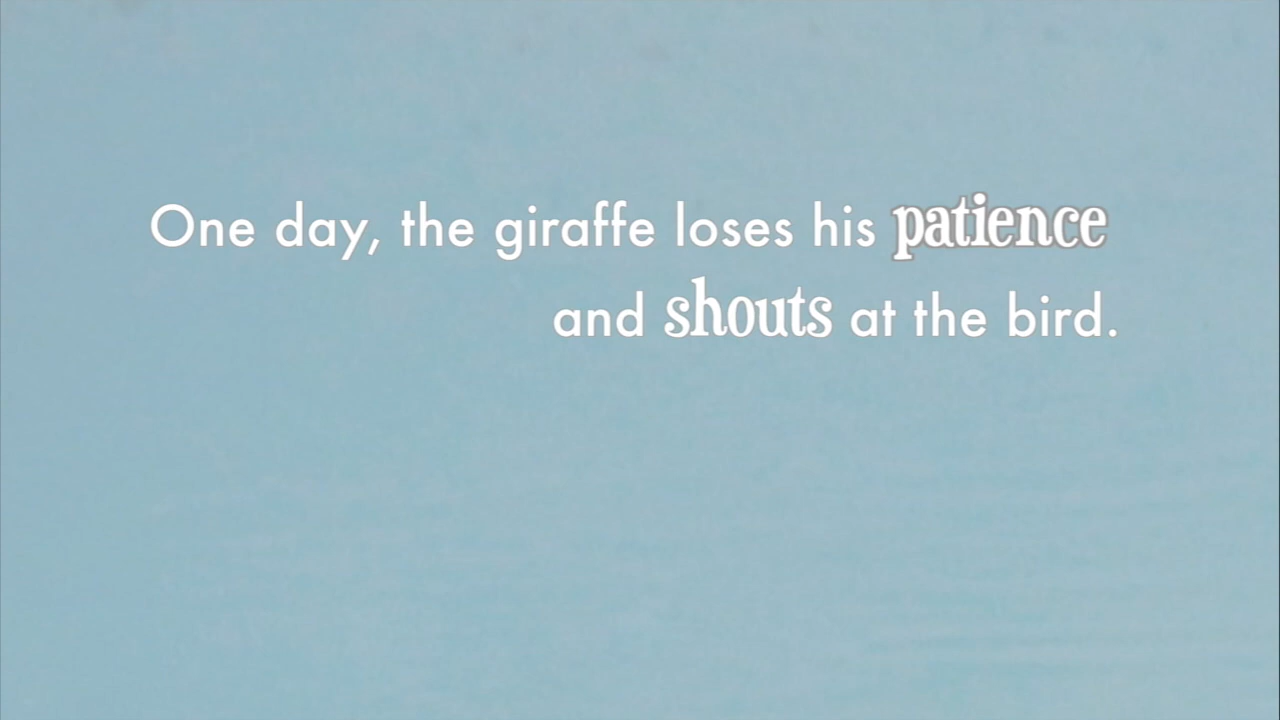 One day, the giraffe loses his patience
and shouts at the bird.